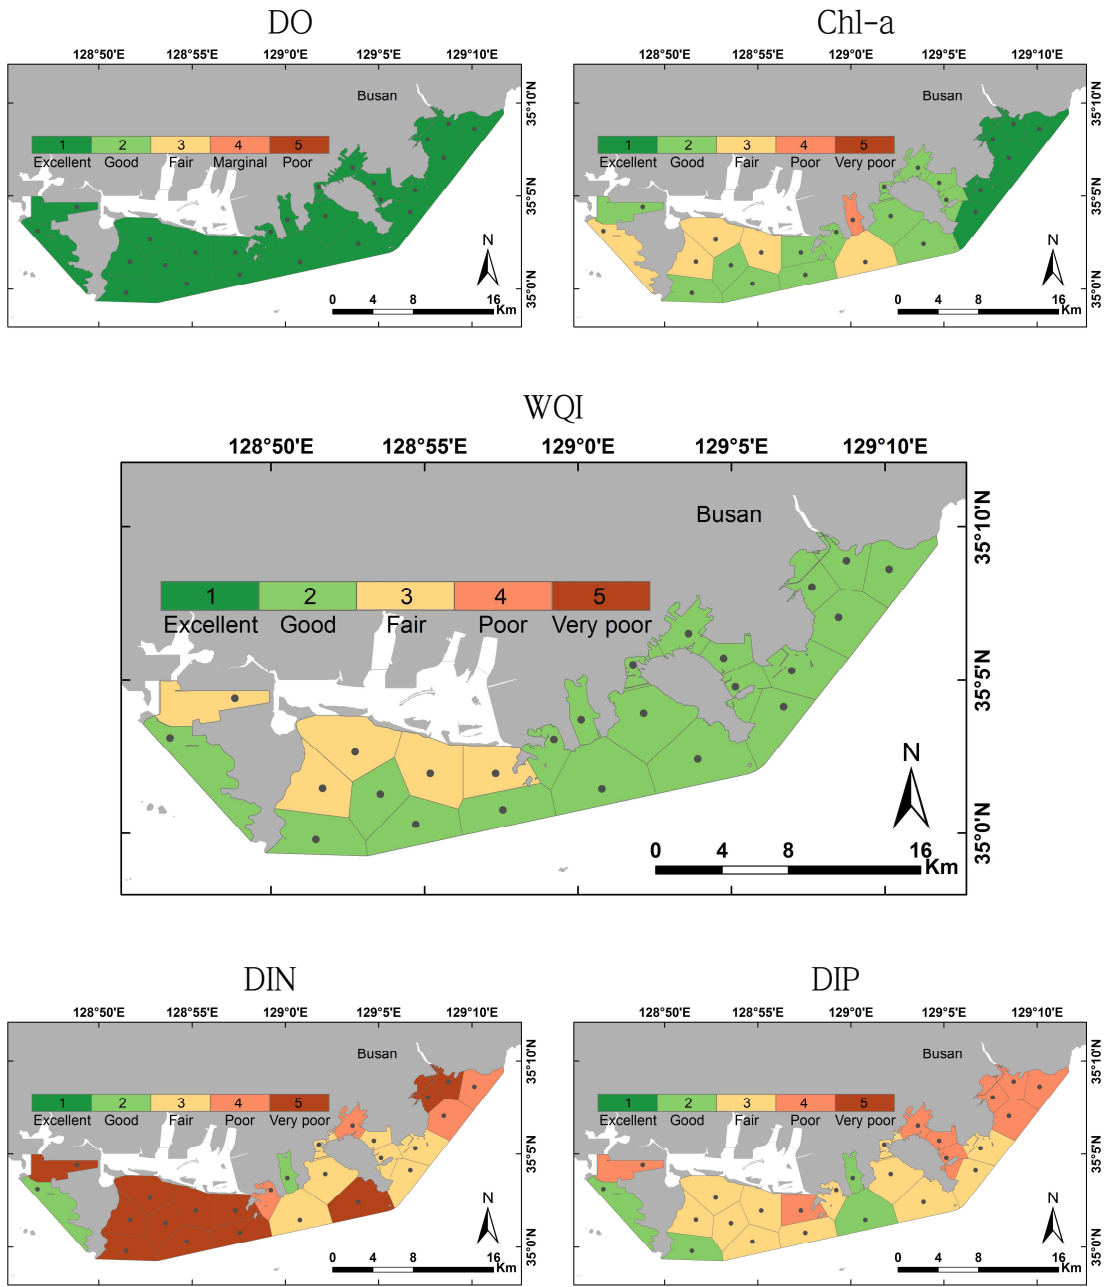 DO
128°50'E 128°55'E 129°0'E 129°5'E 129°10'E
Busan
35°10'N
1 2 3 4 5
Excellent Good Fair Marginal Poor
35°5'N
N
35°0'N
0 4 8 16
Km
Chl-a
128°50'E 128°55'E 129°0'E 129°5'E 129°10'E
Busan
35°10'N
1 2 3 4 5
Excellent Good Fair Poor Very poor
35°5'N
N
35°0'N
0 4 8 16
Km
WQI
128°50'E 128°55'E 129°0'E 129°5'E 129°10'E
Busan
35°10'N
1 2 3 4 5
Excellent Good Fair Poor Very poor
35°5'N
N
35°0'N
0 4 8 16
Km
DIN
128°50'E 128°55'E 129°0'E 129°5'E 129°10'E
Busan
35°10'N
1 2 3 4 5
Excellent Good Fair Poor Very poor
35°5'N
N
35°0'N
0 4 8 16
Km
DIP
128°50'E 128°55'E 129°0'E 129°5'E 129°10'E
Busan
35°10'N
1 2 3 4 5
Excellent Good Fair Poor Very poor
35°5'N
N
35°0'N
0 4 8 16
Km